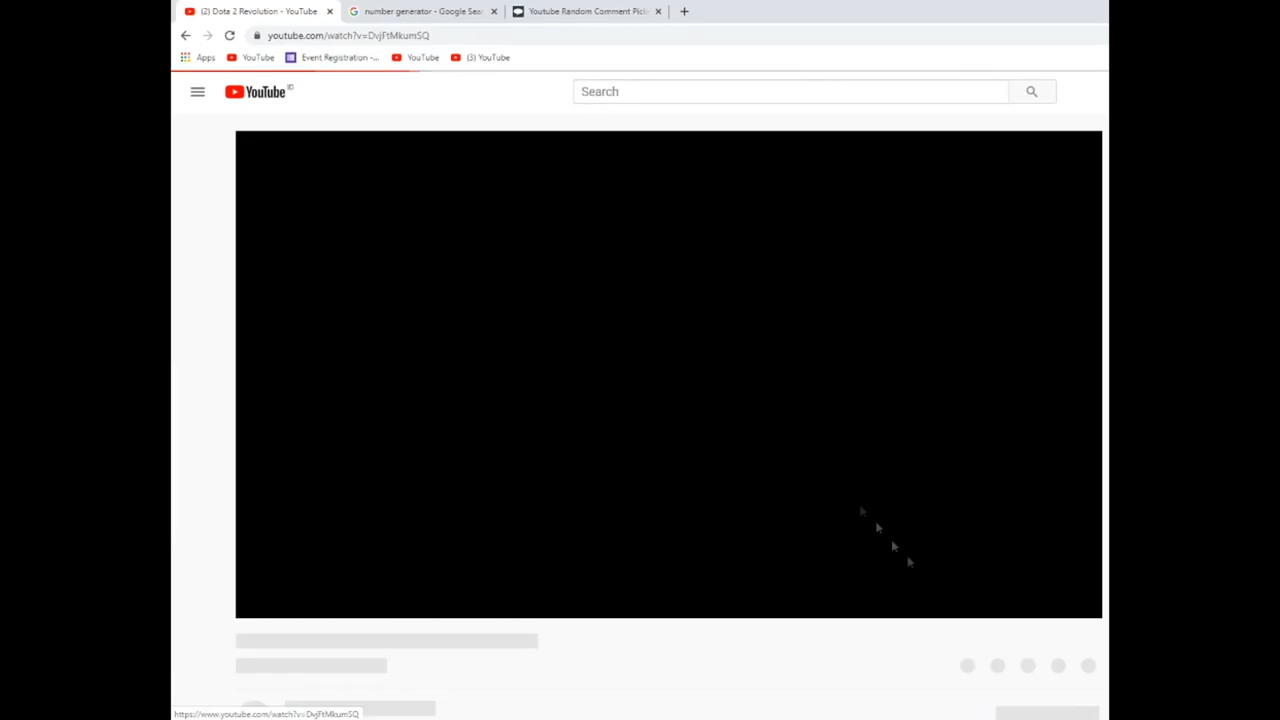 (2) Dota 2 Revolution - YouTube
number generator - Google Sea
Youtube Random Comment Pick
youtube.com/watch?v=DvjFtMkumSQ
Apps
YouTube
Event Registration -...
YouTube
(3) YouTube
YouTube
Search
https://www.youtube.com/watch?v=DvjFtMkumSQ